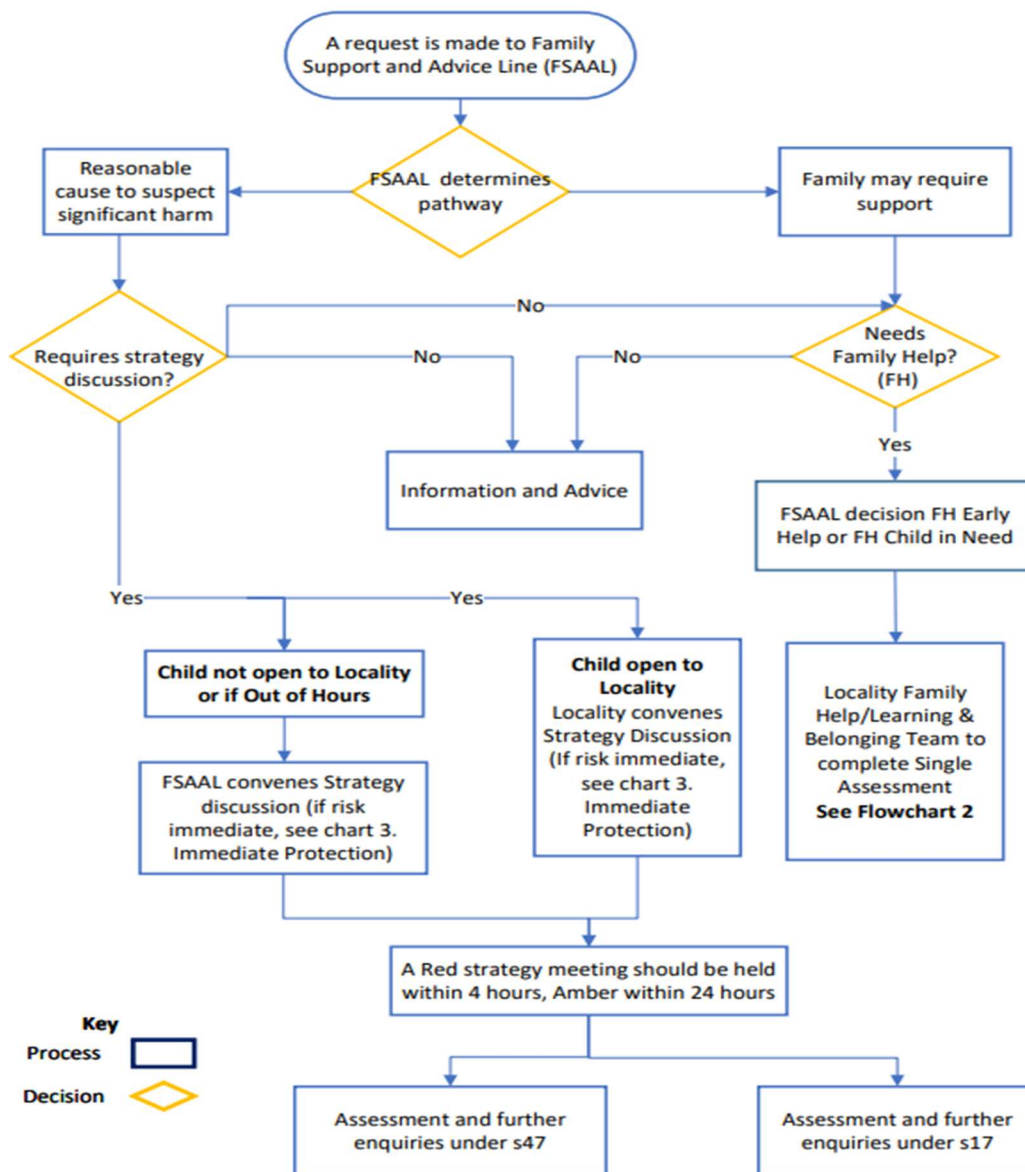 A request is made to Family
Support and Advice Line (FSAAL)
Reasonable
cause to suspect
significant harm
FSAAL determines
pathway
Family may require
support
No
Requires strategy
discussion?
No
No
Needs
Family Help?
(FH)
Yes
Information and Advice
FSAAL decision FH Early
Help or FH Child in Need
Yes
Yes
Child not open to Locality
or if Out of Hours
Child open to
Locality
Locality convenes
Strategy Discussion
(If risk immediate,
see chart 3.
Immediate
Protection)
Locality Family
Help/Learning &
Belonging Team to
complete Single
Assessment
See Flowchart 2
FSAAL convenes Strategy
discussion (if risk
immediate, see chart 3.
Immediate Protection)
A Red strategy meeting should be held
within 4 hours, Amber within 24 hours
Key
Process
Decision
Assessment and further
enquiries under s47
Assessment and further
enquiries under s17